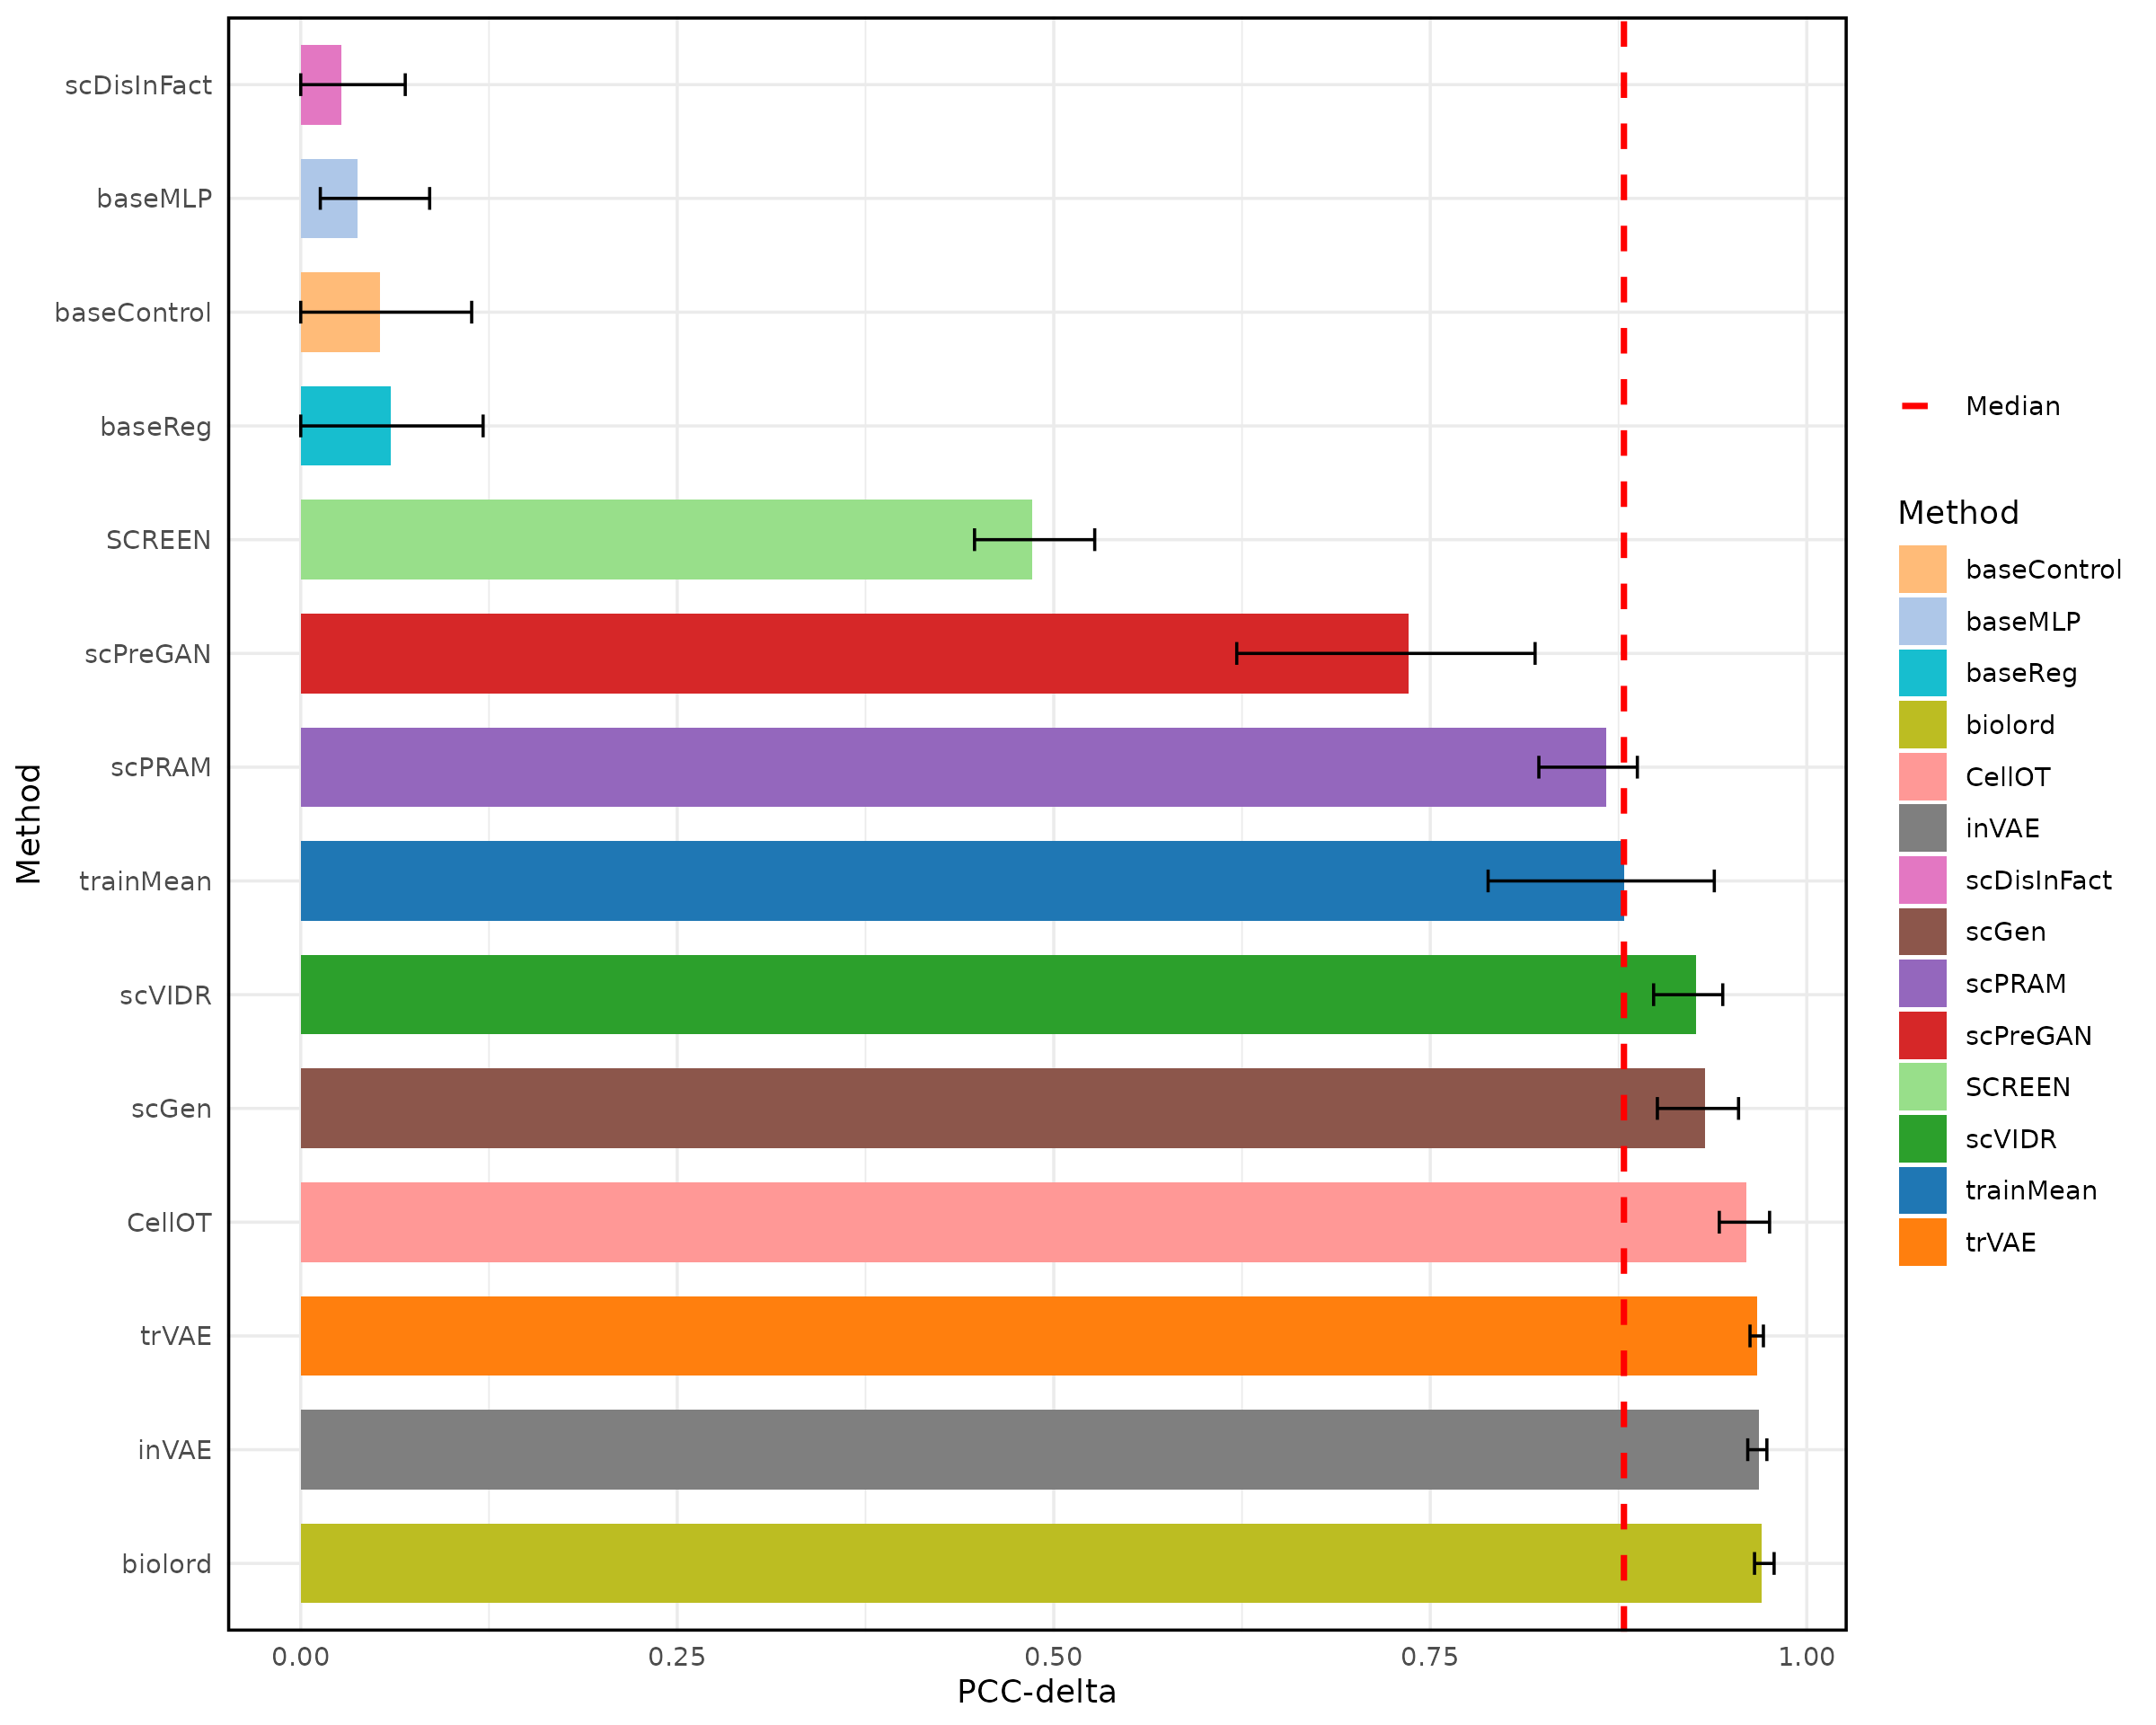 scDisInFact
baseMLP
baseControl
baseReg
SCREEN
scPreGAN
scPRAM
trainMean
scVIDR
scGen
CellOT
trVAE
inVAE
biolord
Method
0.00 0.25 0.50 0.75 1.00
PCC-delta
Median
Method
baseControl
baseMLP
baseReg
biolord
CellOT
inVAE
scDisInFact
scGen
scPRAM
scPreGAN
SCREEN
scVIDR
trainMean
trVAE